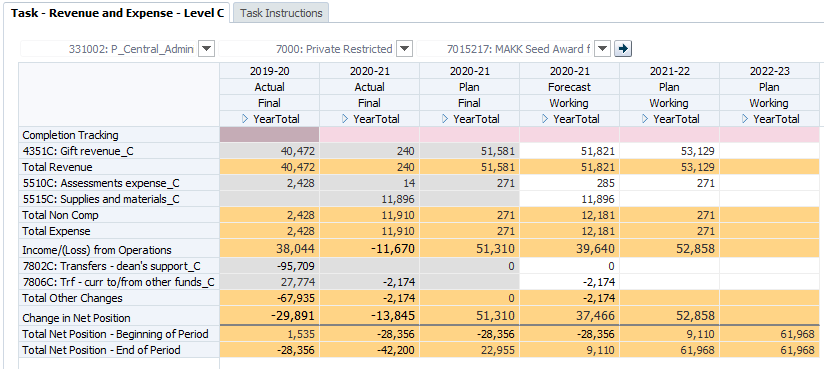 Task - Revenue and Expense - Level C Task Instructions
331002: P_Central_Admin 7000: Private Restricted 7015217: MAKK Seed Award f
2019-20 2020-21 2020-21 2020-21 2021-22 2022-23
Actual Actual Plan Forecast Plan Plan
Final Final Final Working Working Working
YearTotal YearTotal YearTotal YearTotal YearTotal YearTotal
Completion Tracking
4351C: Gift revenue_C 40,472 240 51,581 51,821 53,129
Total Revenue 40,472 240 51,581 51,821 53,129
5510C: Assessments expense_C 2,428 14 271 285 271
5515C: Supplies and materials_C 11,896 11,896
Total Non Comp 2,428 11,910 271 12,181 271
Total Expense 2,428 11,910 271 12,181 271
Income/(Loss) from Operations 38,044 -11,670 51,310 39,640 52,858
7802C: Transfers - dean's support_C -95,709 0 0
7806C: Trf - curr to/from other funds_C 27,774 -2,174 -2,174
Total Other Changes -67,935 -2,174 0 -2,174
Change in Net Position -29,891 -13,845 51,310 37,466 52,858
Total Net Position - Beginning of Period 1,535 -28,356 -28,356 -28,356 9,110 61,968
Total Net Position - End of Period -28,356 -42,200 22,955 9,110 61,968 61,968